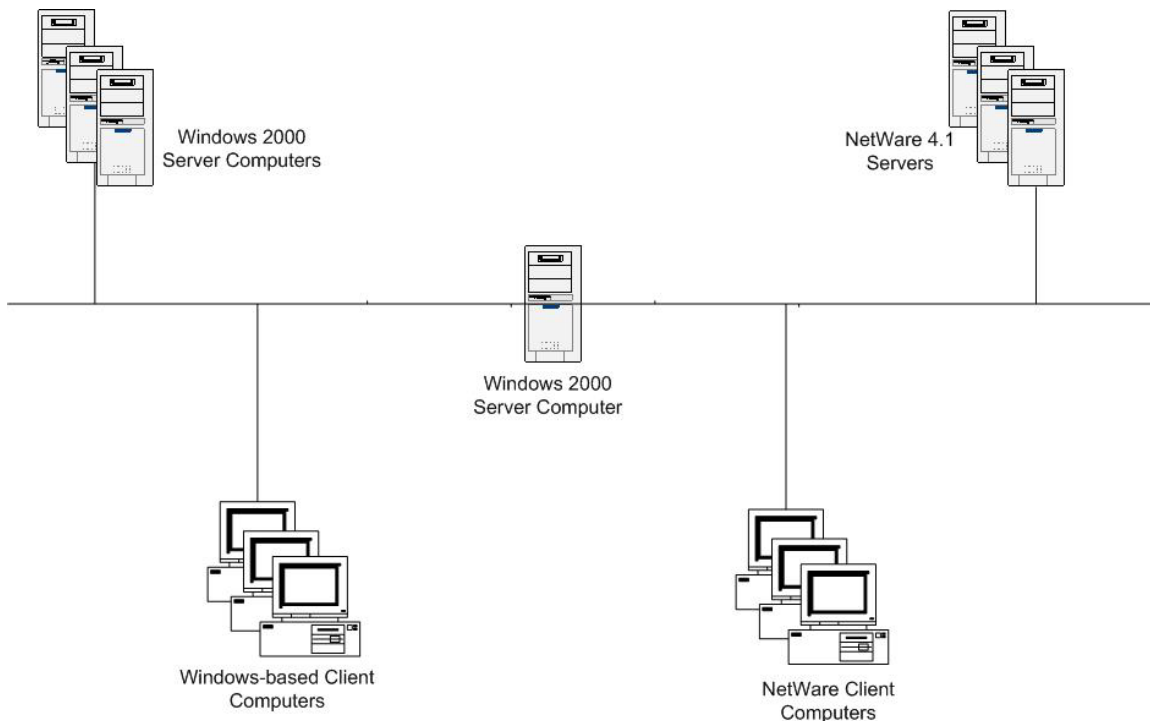 Windows 2000
Server Computers
NetWare 4.1
Servers
Windows 2000
Server Computer
Windows-based Client
Computers
NetWare Client
Computers